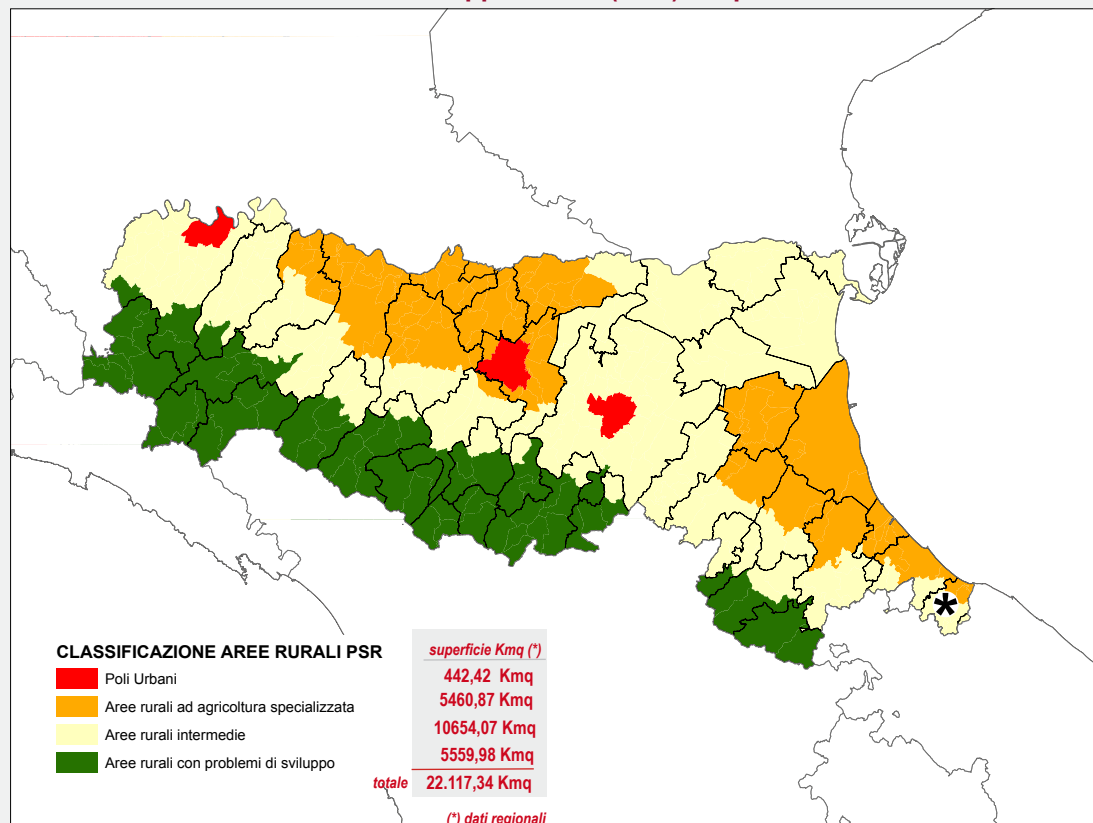 CLASSIFICAZIONE AREE RURALI PSR
superficie Kmq (*)
Poli Urbani
442,42 Kmq
Aree rurali ad agricoltura specializzata
5460,87 Kmq
Aree rurali intermedie
10654,07 Kmq
Aree rurali con problemi di sviluppo
5559,98 Kmq
totale 22.117,34 Kmq
(*) dati regionali
*